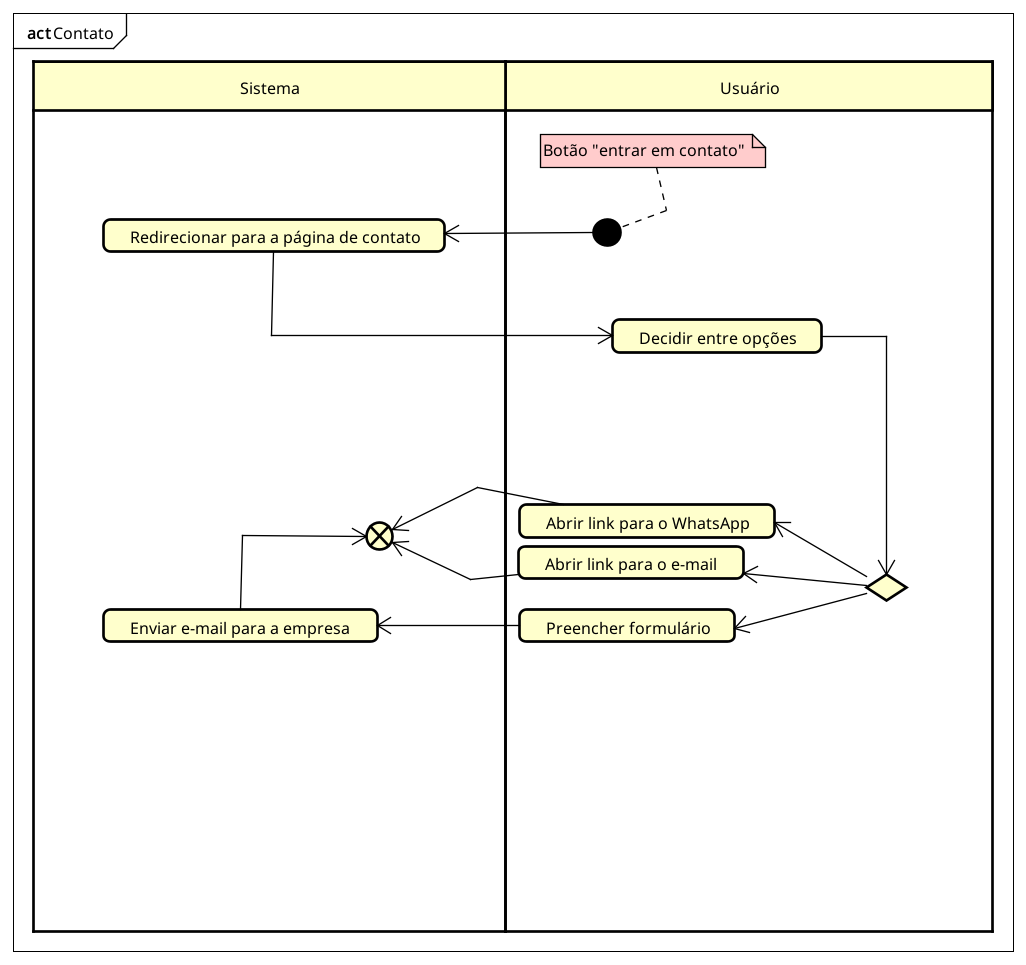 act Contato
Sistema
Usuário
Botão "entrar em contato"
Redirecionar para a página de contato
Decidir entre opções
Abrir link para o WhatsApp
Abrir link para o e-mail
Enviar e-mail para a empresa
Preencher formulário